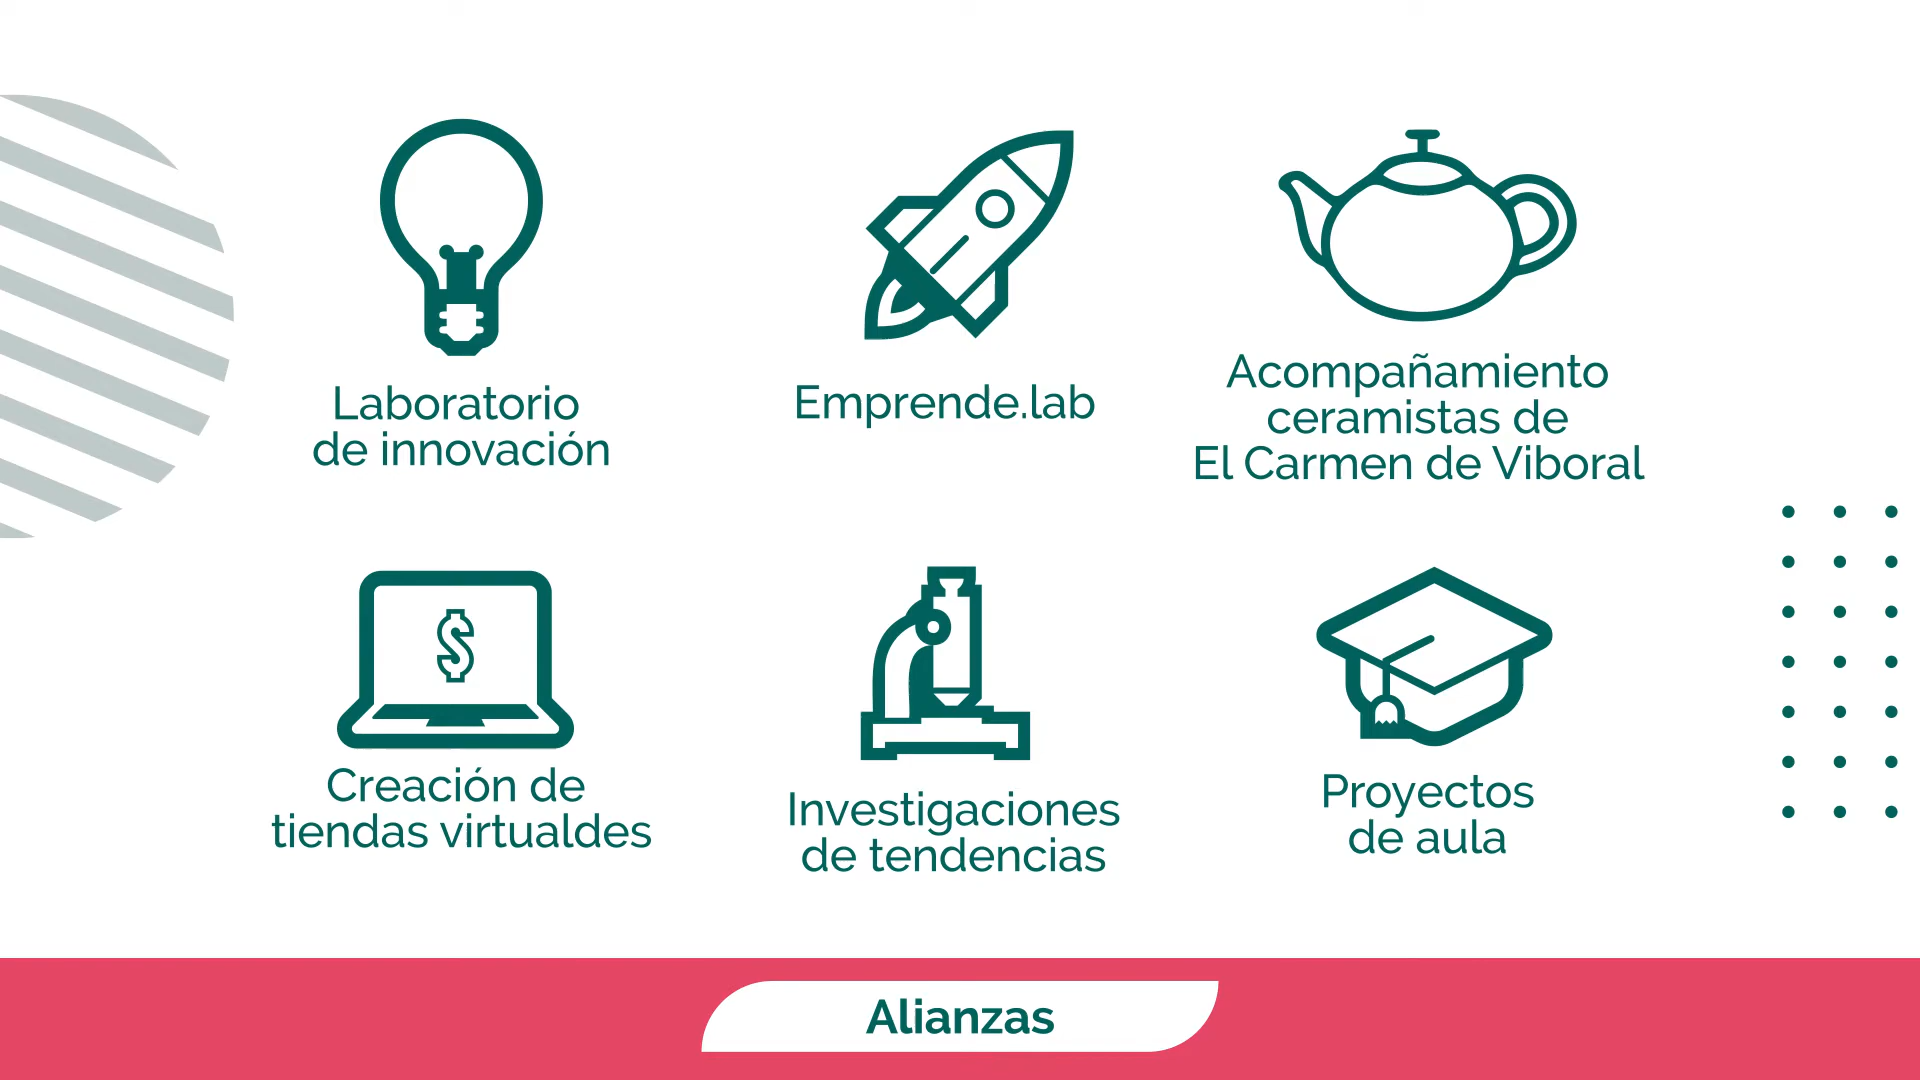 Laboratorio
de innovación
Emprende.lab
Acompañamiento
ceramistas de
El Carmen de Viboral
Creación de
tiendas virtualdes
Investigaciones
de tendencias
Proyectos
de aula
Alianzas